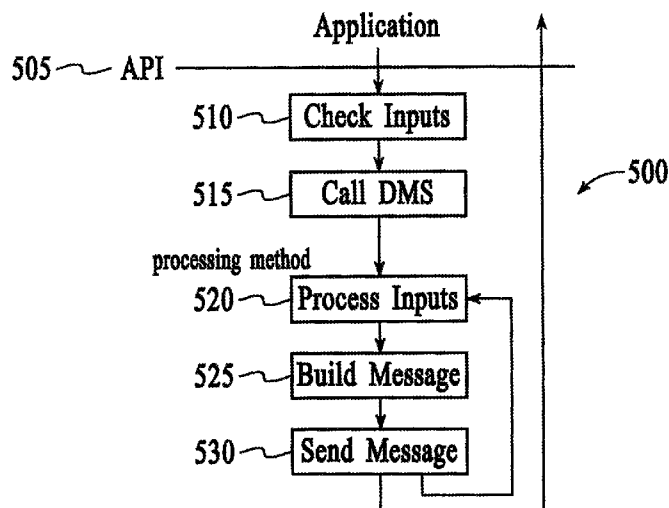 Application
505 API
510 Check Inputs
515 Call DMS
500
processing method
520 Process Inputs
525 Build Message
530 Send Message